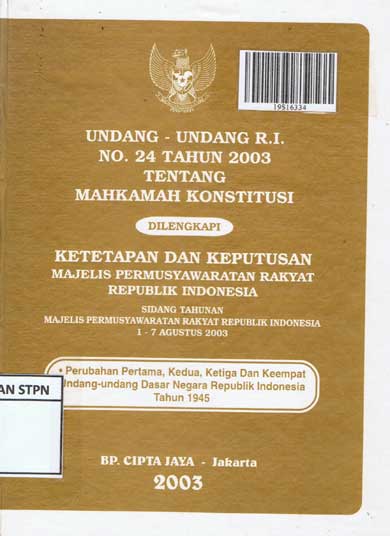 19516334
UNDANG - UNDANG R.I.
NO. 24 TAHUN 2003
TENTANG
MAHKAMAH KONSTITUSI
DILENGKAPI
KETETAPAN DAN KEPUTUSAN
MAJELIS PERMUSYAWARATAN RAKYAT
REPUBLIK INDONESIA
SIDANG TAHUNAN
MAJELIS PERMUSYAWARATAN RAKYAT REPUBLIK INDONESIA
1 - 7 AGUSTUS 2003
• Perubahan Pertama, Kedua, Ketiga Dan Keempat
Undang-undang Dasar Negara Republik Indonesia
Tahun 1945
AN STPN
BP. CIPTA JAYA - Jakarta
2003